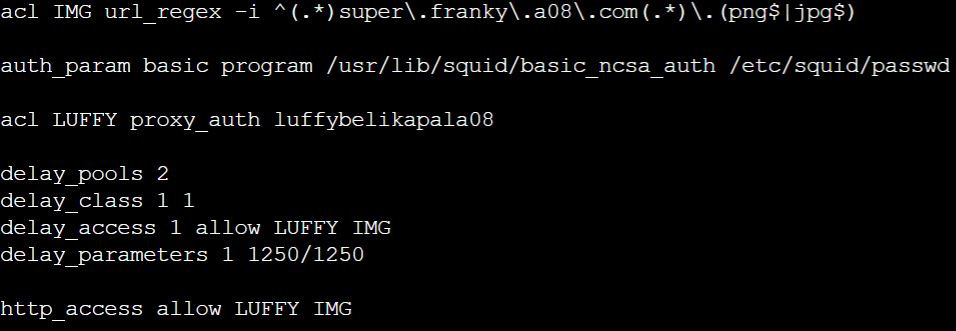 acl IMG url_regex -i ^(.*)super\.franky\.a08\.com(.*)\.(png$|jpg$)
auth_param basic program /usr/lib/squid/basic_ncsa_auth /etc/squid/passwd
acl LUFFY proxy_auth luffybelikapala08
delay_pools 2
delay_class 1 1
delay_access 1 allow LUFFY IMG
delay_parameters 1 1250/1250
http_access allow LUFFY IMG